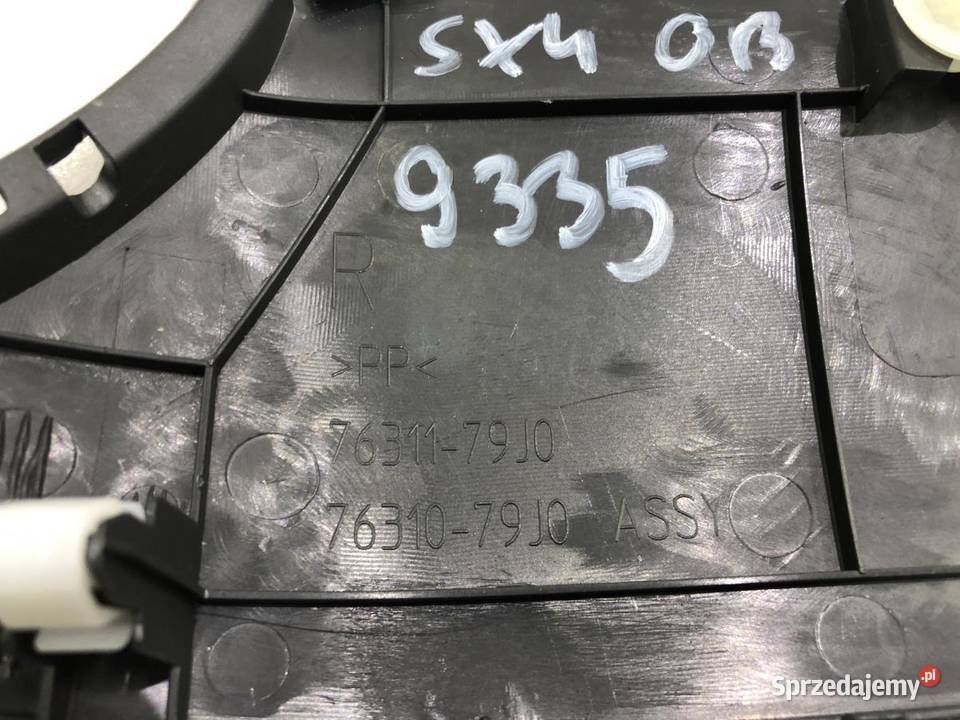 SX4 OB
9335
R
>PP<
76311-79J0
76310-79J0 ASSY
Sprzedajemy.pl